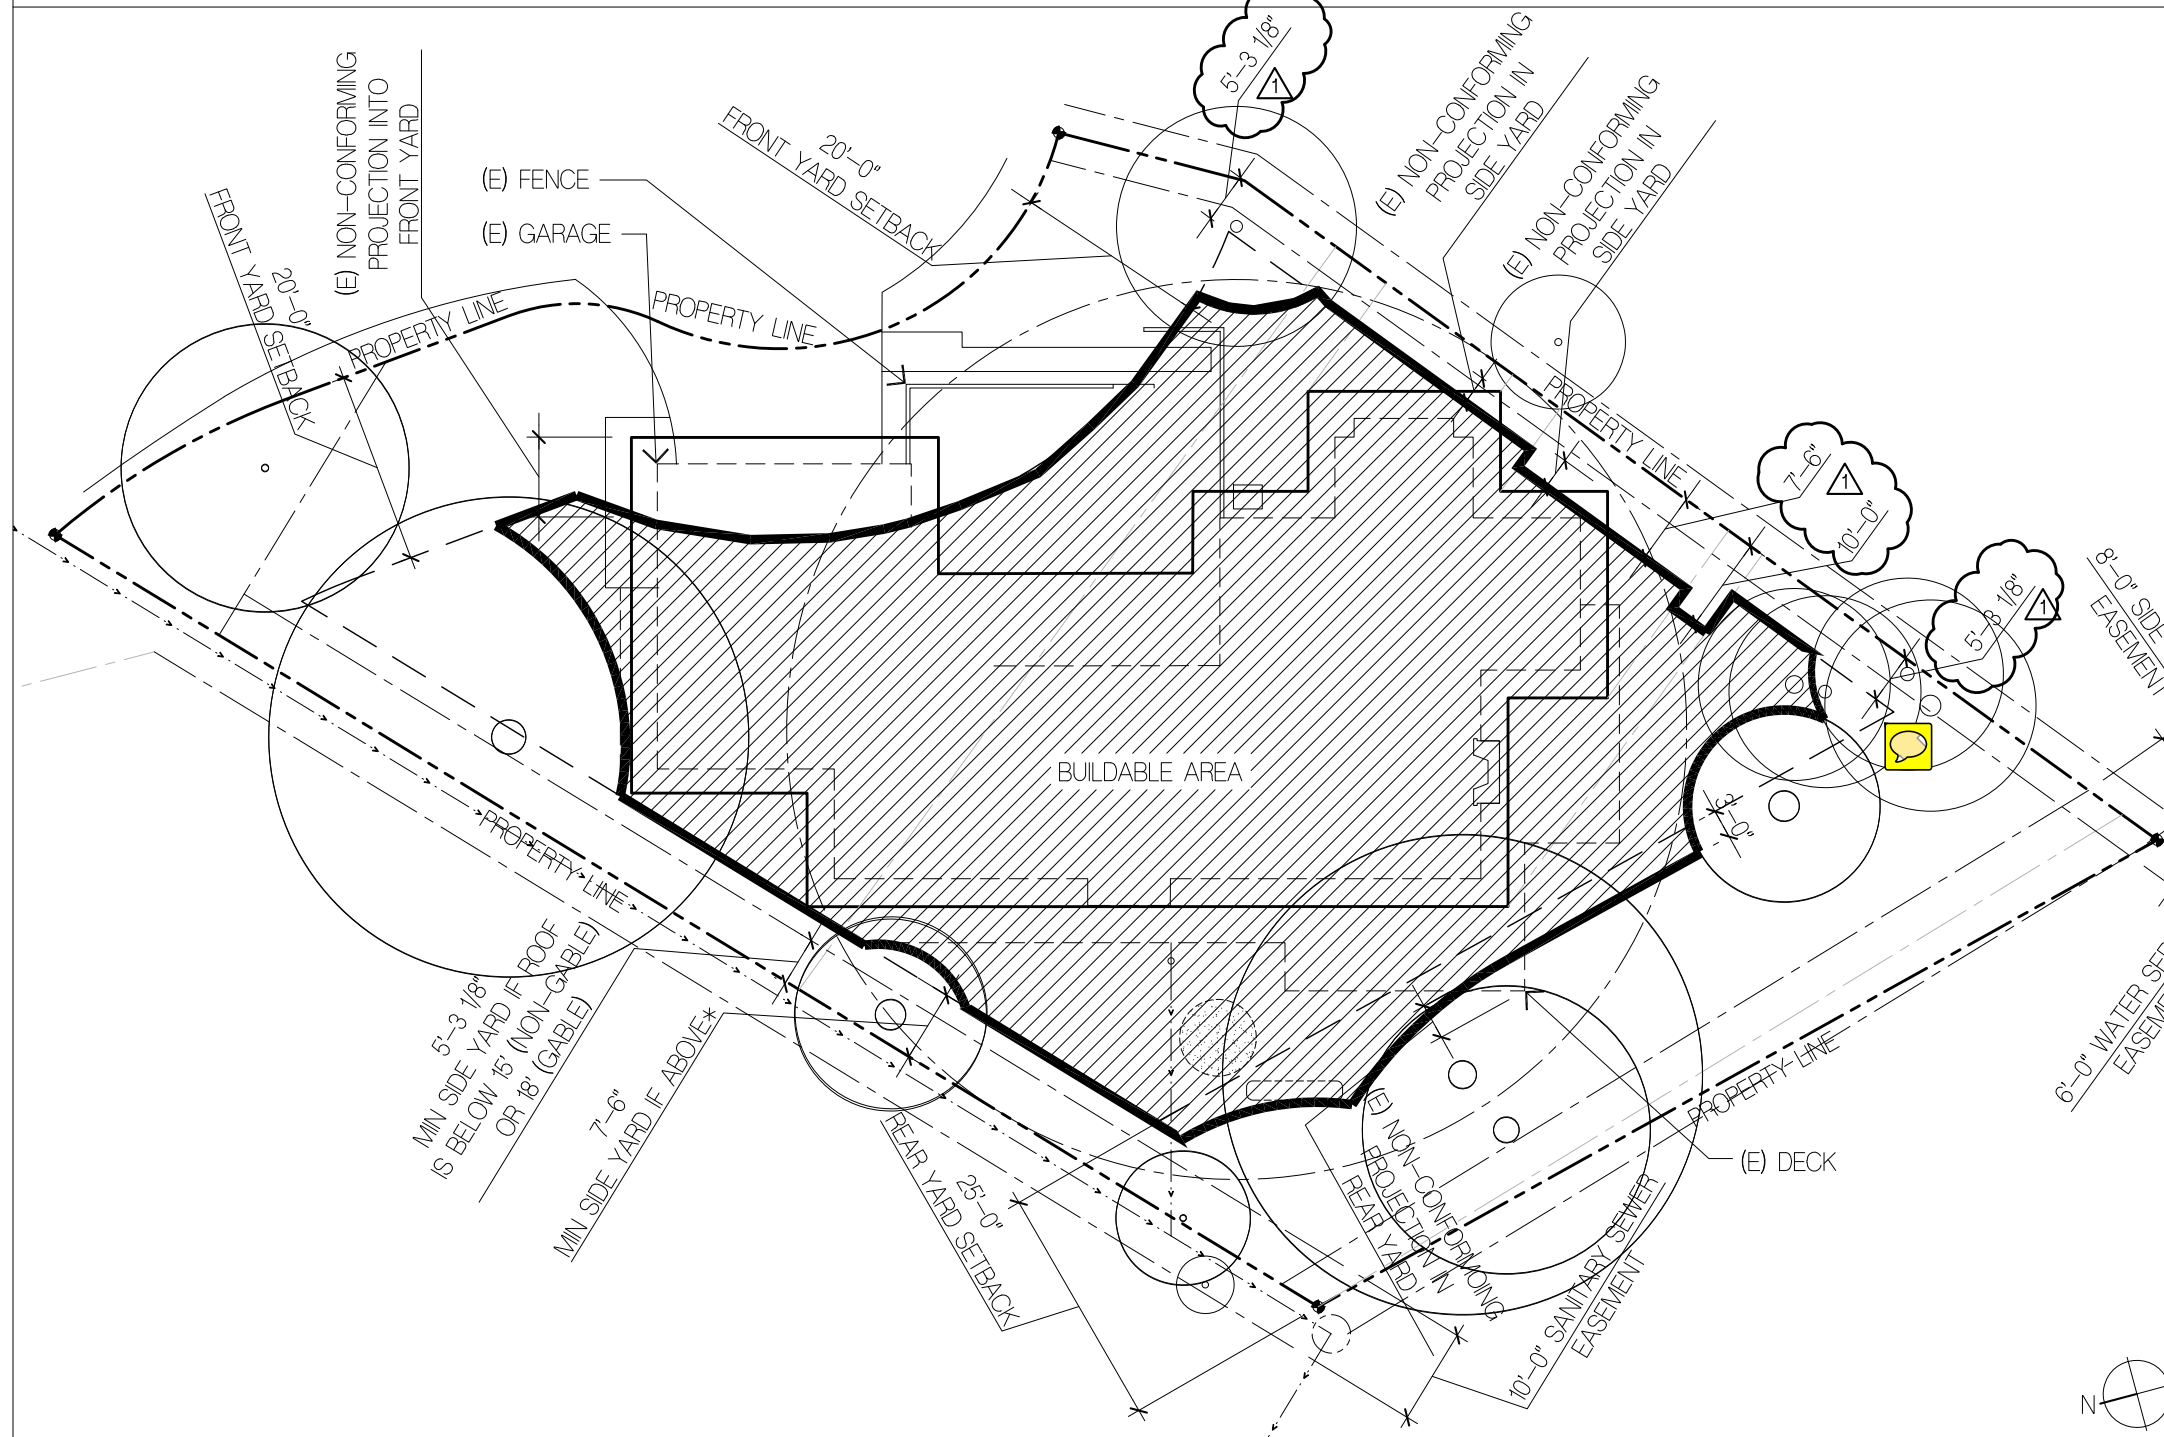 5'-3 1/8"
1
(E) NON-CONFORMING
PROJECTION INTO
FRONT YARD
20'-0"
FRONT YARD SETBACK
(E) FENCE
(E) GARAGE
20'-0"
FRONT YARD SETBACK
(E) NON-CONFORMING
PROJECTION IN
SIDE YARD
(E) NON-CONFORMING
PROJECTION IN
SIDE YARD
PROPERTY LINE
PROPERTY LINE
PROPERTY LINE
7'-6"
1
10'-0"
5'-3 1/8"
1
8'-0" SIDE
EASEMENT
BUILDABLE AREA
3'-0"
PROPERTY LINE
5'-3 1/8"
MIN SIDE YARD IF ROOF
IS BELOW 15' (NON-GABLE)
OR 18' (GABLE)
7'-6"
MIN SIDE YARD IF ABOVE*
25'-0"
REAR YARD SETBACK
(E) NON-CONFORMOING
PROJECTION IN
REAR YARD
10'-0" SANITARY SEWER
EASEMENT
PROPERTY LINE
(E) DECK
6'-0" WATER
N